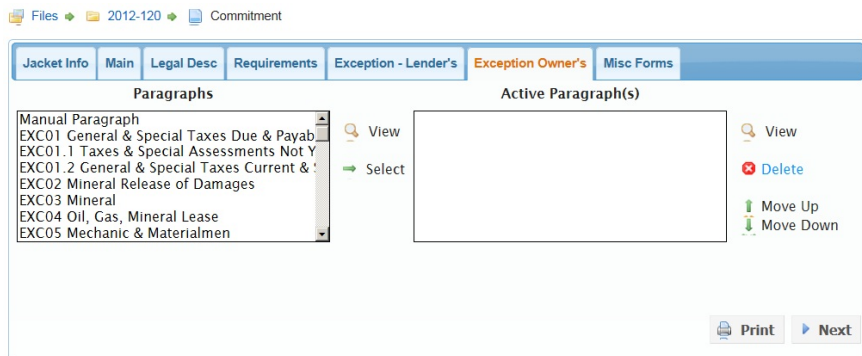 Files 2012-120 Commitment
Jacket Info Main Legal Desc Requirements Exception - Lender's Exception Owner's Misc Forms
Paragraphs Active Paragraph(s)
Manual Paragraph
EXC01 General & Special Taxes Due & Payab
EXC01.1 Taxes & Special Assessments Not Y
EXC01.2 General & Special Taxes Current &
EXC02 Mineral Release of Damages
EXC03 Mineral
EXC04 Oil, Gas, Mineral Lease
EXC05 Mechanic & Materialmen
View
Select
View
Delete
Move Up
Move Down
Print Next